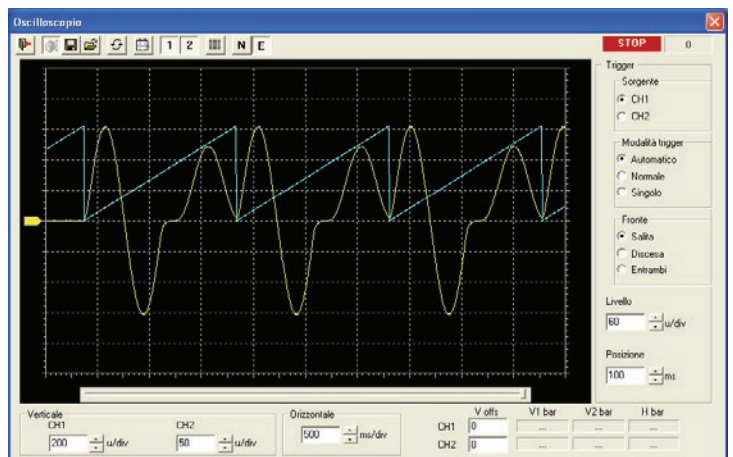 Oscilloscopio
1 2 N E STOP 0
Trigger
Sorgente
CH1
CH2
Modalità trigger
Automatico
Normale
Singolo
Fronte
Salita
Discesa
Entrambi
Livello
60 u/div
Posizione
100 ms
Verticale
CH1 CH2
200 u/div 50 u/div
Orizzontale
500 ms/div
V offs V1 bar V2 bar H bar
CH1 0 ... ... ...
CH2 0 ... ... ...